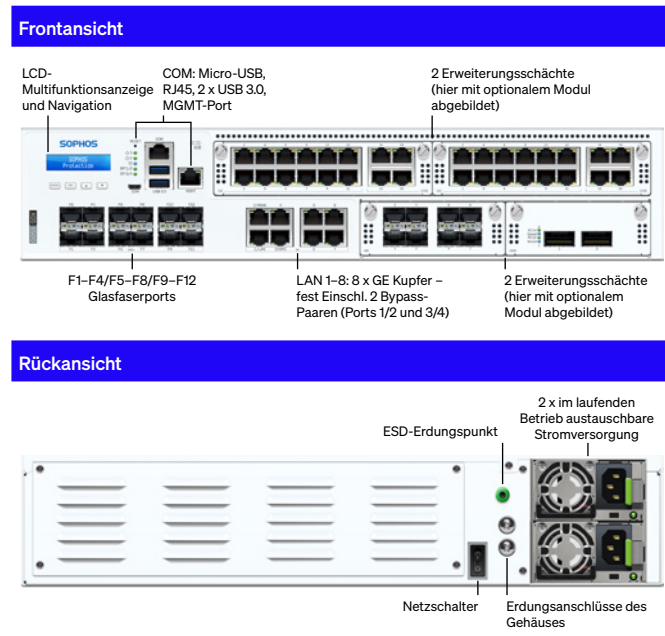 Frontansicht
LCD-
Multifunktionsanzeige
und Navigation
COM: Micro-USB,
RJ45, 2 x USB 3.0,
MGMT-Port
2 Erweiterungsschächte
(hier mit optionalem Modul
abgebildet)
SOPHOS
SOPHOS
Protection
F1–F4/F5–F8/F9–F12
Glasfaserports
LAN 1–8: 8 x GE Kupfer –
fest Einschl. 2 Bypass-
Paaren (Ports 1/2 und 3/4)
2 Erweiterungsschächte
(hier mit optionalem
Modul abgebildet)
Rückansicht
ESD-Erdungspunkt
2 x im laufenden
Betrieb austauschbare
Stromversorgung
Netzschalter
Erdungsanschlüsse des
Gehäuses